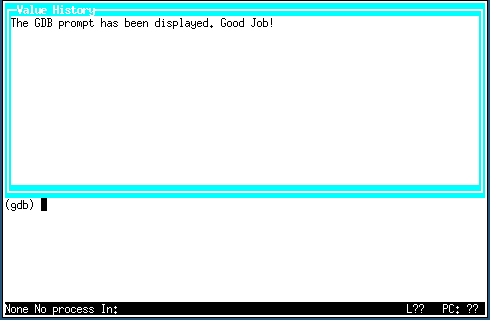 Value History
The GDB prompt has been displayed. Good Job!
(gdb)
None No process In: L?? PC: ??